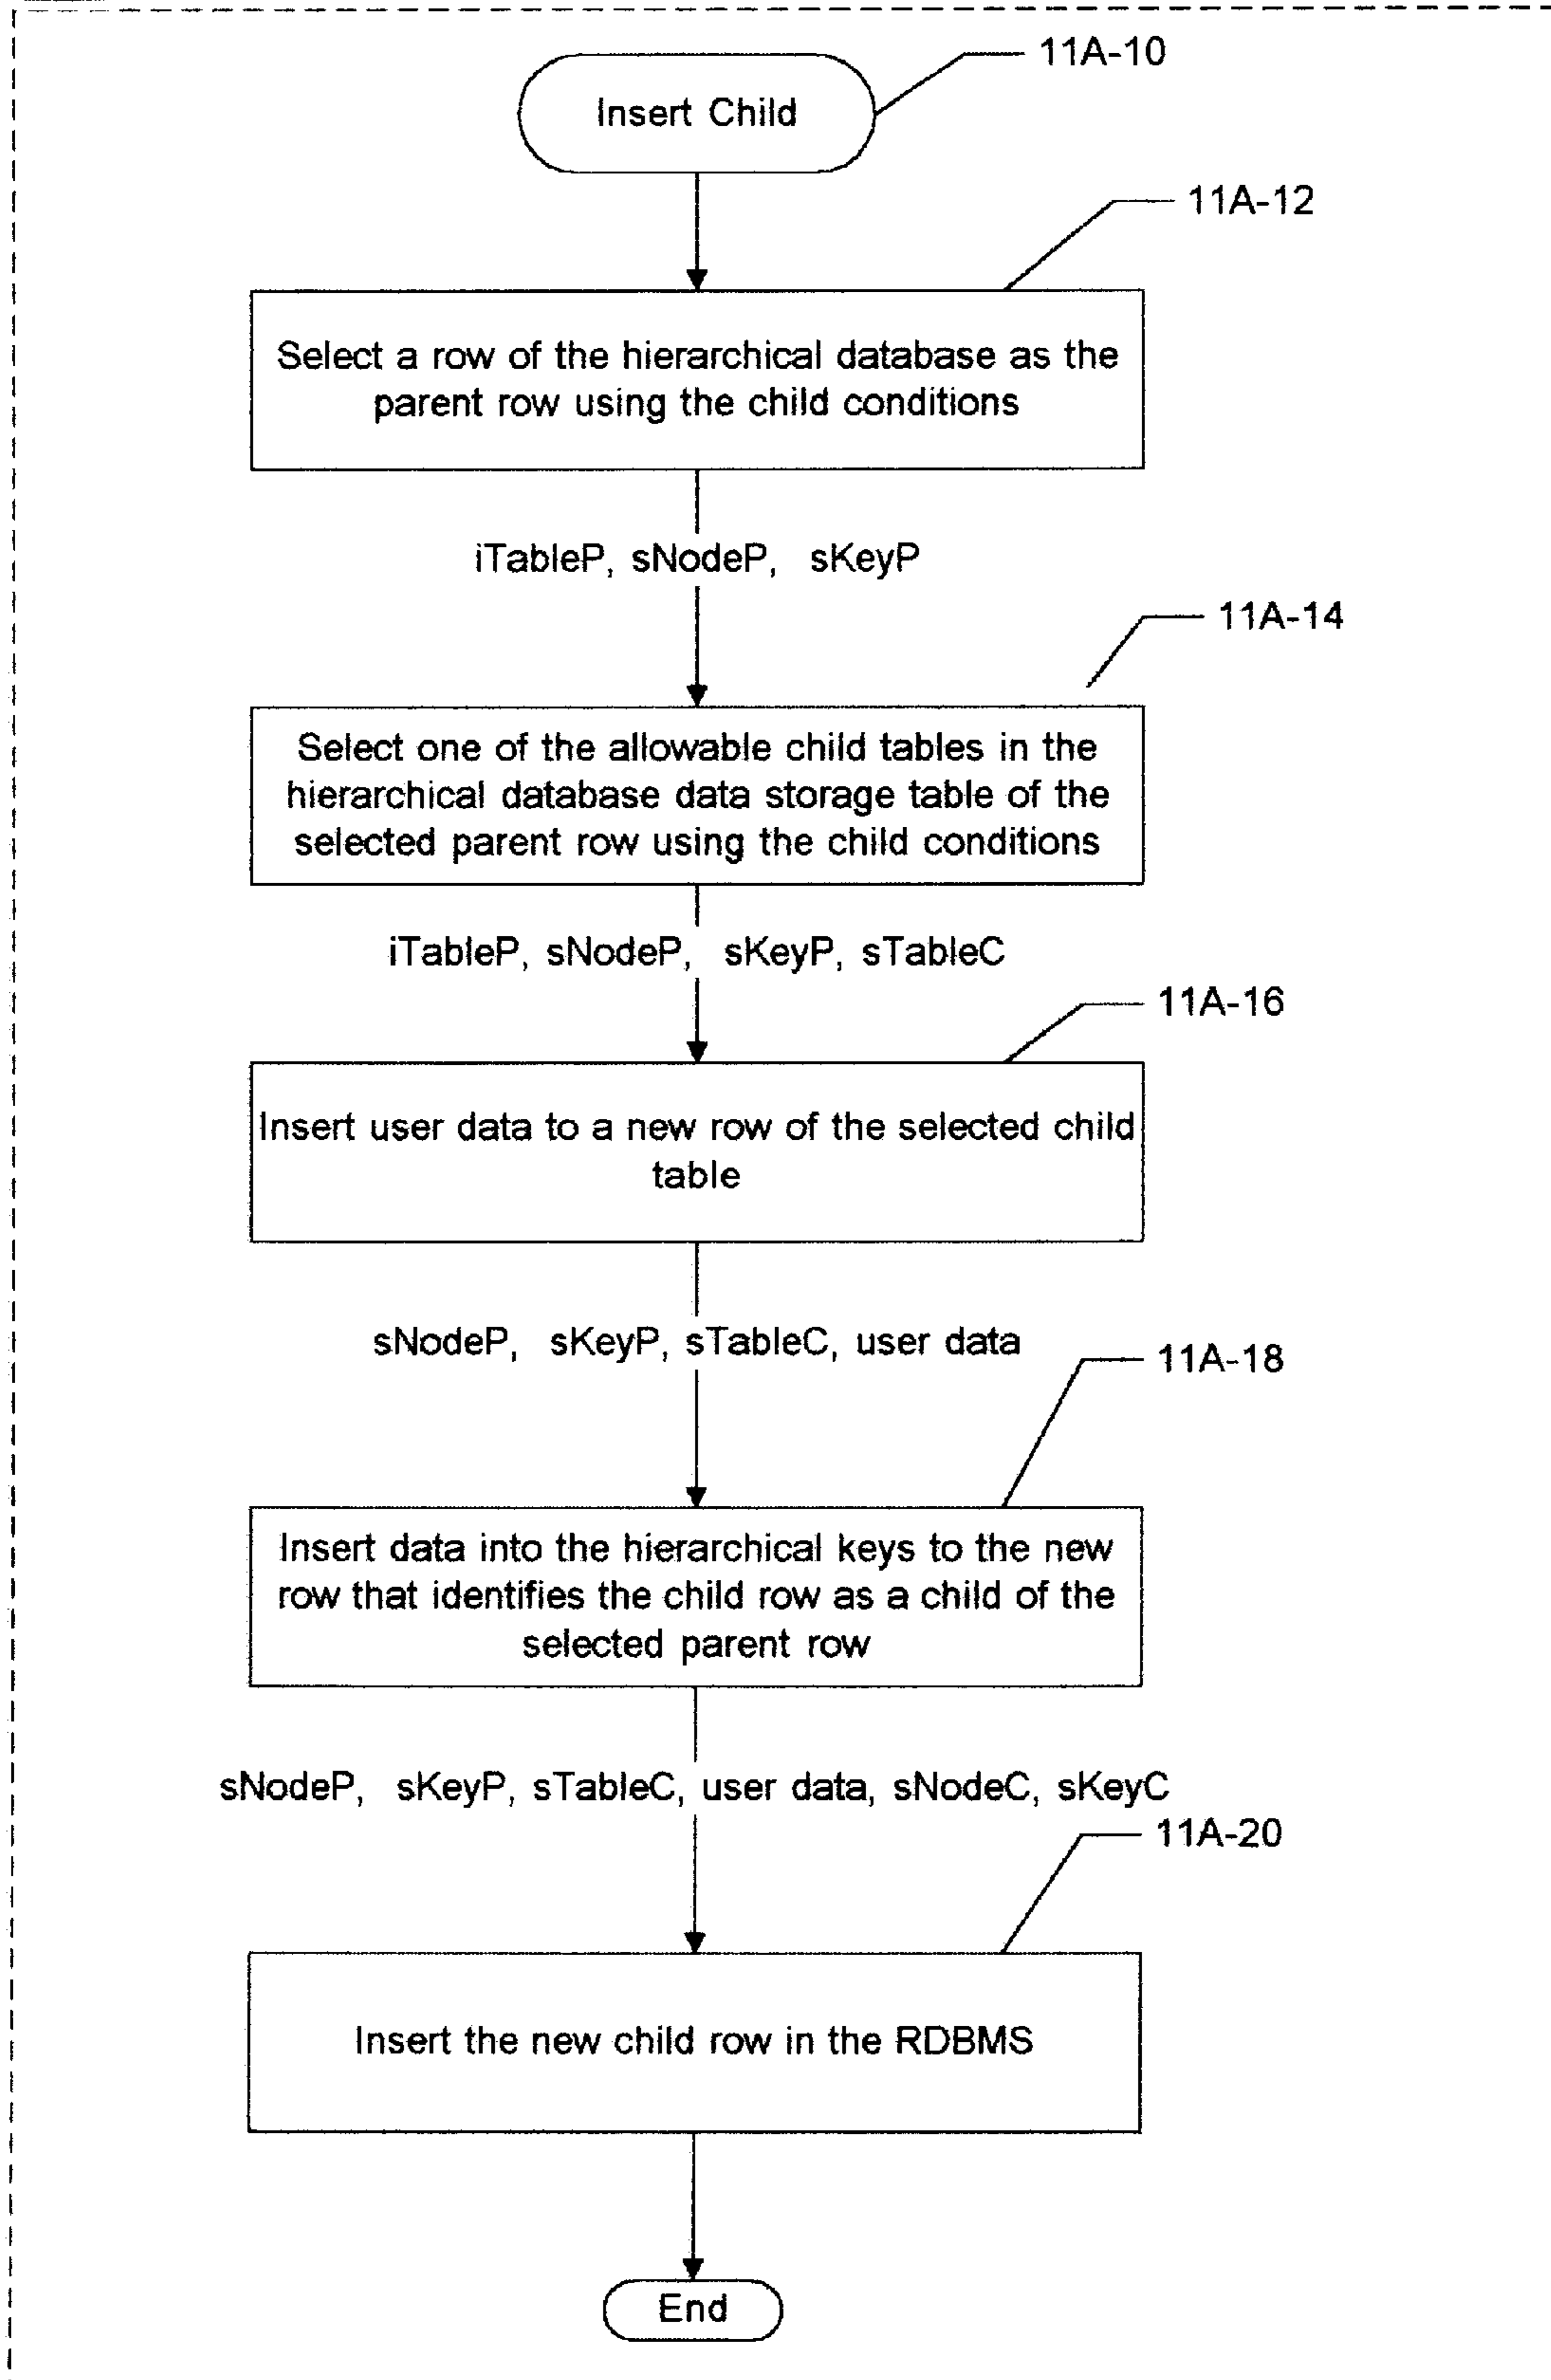 11A-10
Insert Child
11A-12
Select a row of the hierarchical database as the
parent row using the child conditions
iTableP, sNodeP, sKeyP
11A-14
Select one of the allowable child tables in the
hierarchical database data storage table of the
selected parent row using the child conditions
iTableP, sNodeP, sKeyP, sTableC
11A-16
Insert user data to a new row of the selected child
table
sNodeP, sKeyP, sTableC, user data
11A-18
Insert data into the hierarchical keys to the new
row that identifies the child row as a child of the
selected parent row
sNodeP, sKeyP, sTableC, user data, sNodeC, sKeyC
11A-20
Insert the new child row in the RDBMS
End